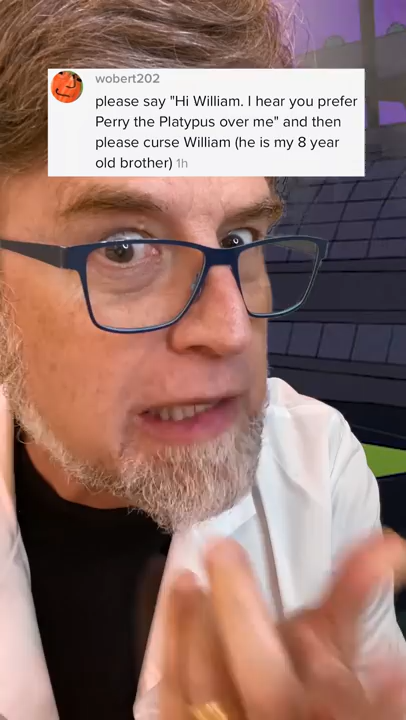 wobert202
please say "Hi William. I hear you prefer
Perry the Platypus over me" and then
please curse William (he is my 8 year
old brother) 1h